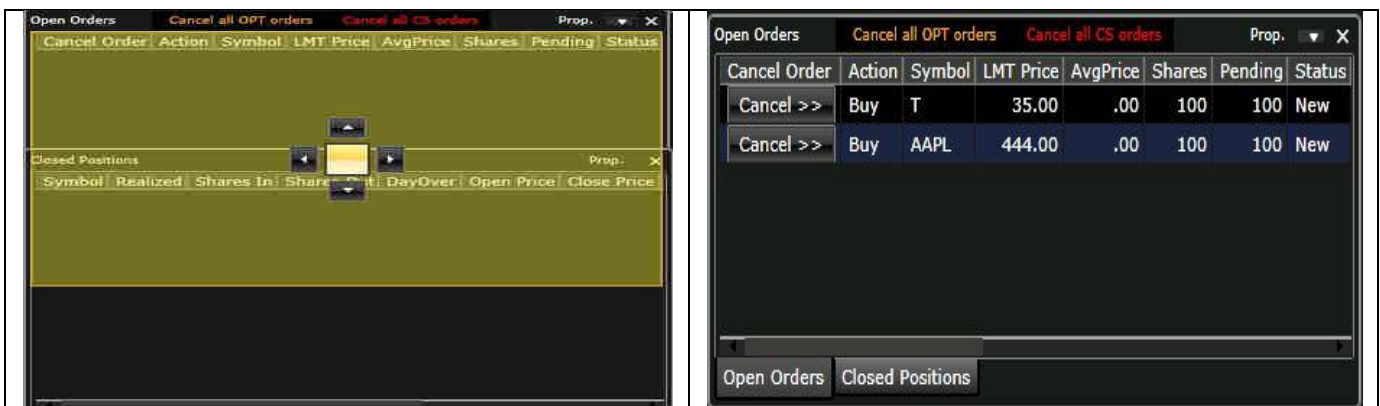 Open Orders Cancel all OPT orders Cancel all CS orders Prop. X
Cancel Order Action Symbol LMT Price AvgPrice Shares Pending Status
Closed Positions Prop. X
Symbol Realized Shares In Shares Out DayOver Open Price Close Price
Open Orders Cancel all OPT orders Cancel all CS orders Prop. X
Cancel Order Action Symbol LMT Price AvgPrice Shares Pending Status
Cancel >> Buy T 35.00 .00 100 100 New
Cancel >> Buy AAPL 444.00 .00 100 100 New
Open Orders Closed Positions